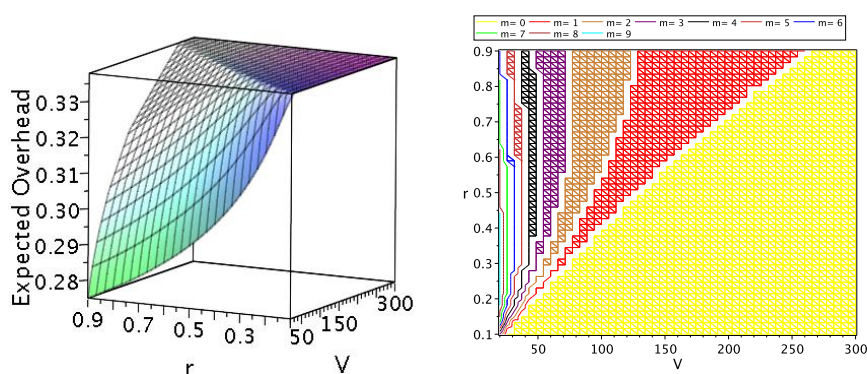 Expected Overhead
0.33
0.32
0.31
0.30
0.29
0.28
0.9
0.7
0.5
0.3
50
150
300
r
V
m= 0 m= 1 m= 2 m= 3 m= 4 m= 5 m= 6
m= 7 m= 8 m= 9
0.9
0.8
0.7
0.6
r
0.5
0.4
0.3
0.2
0.1
50 100 150 200 250 300
V